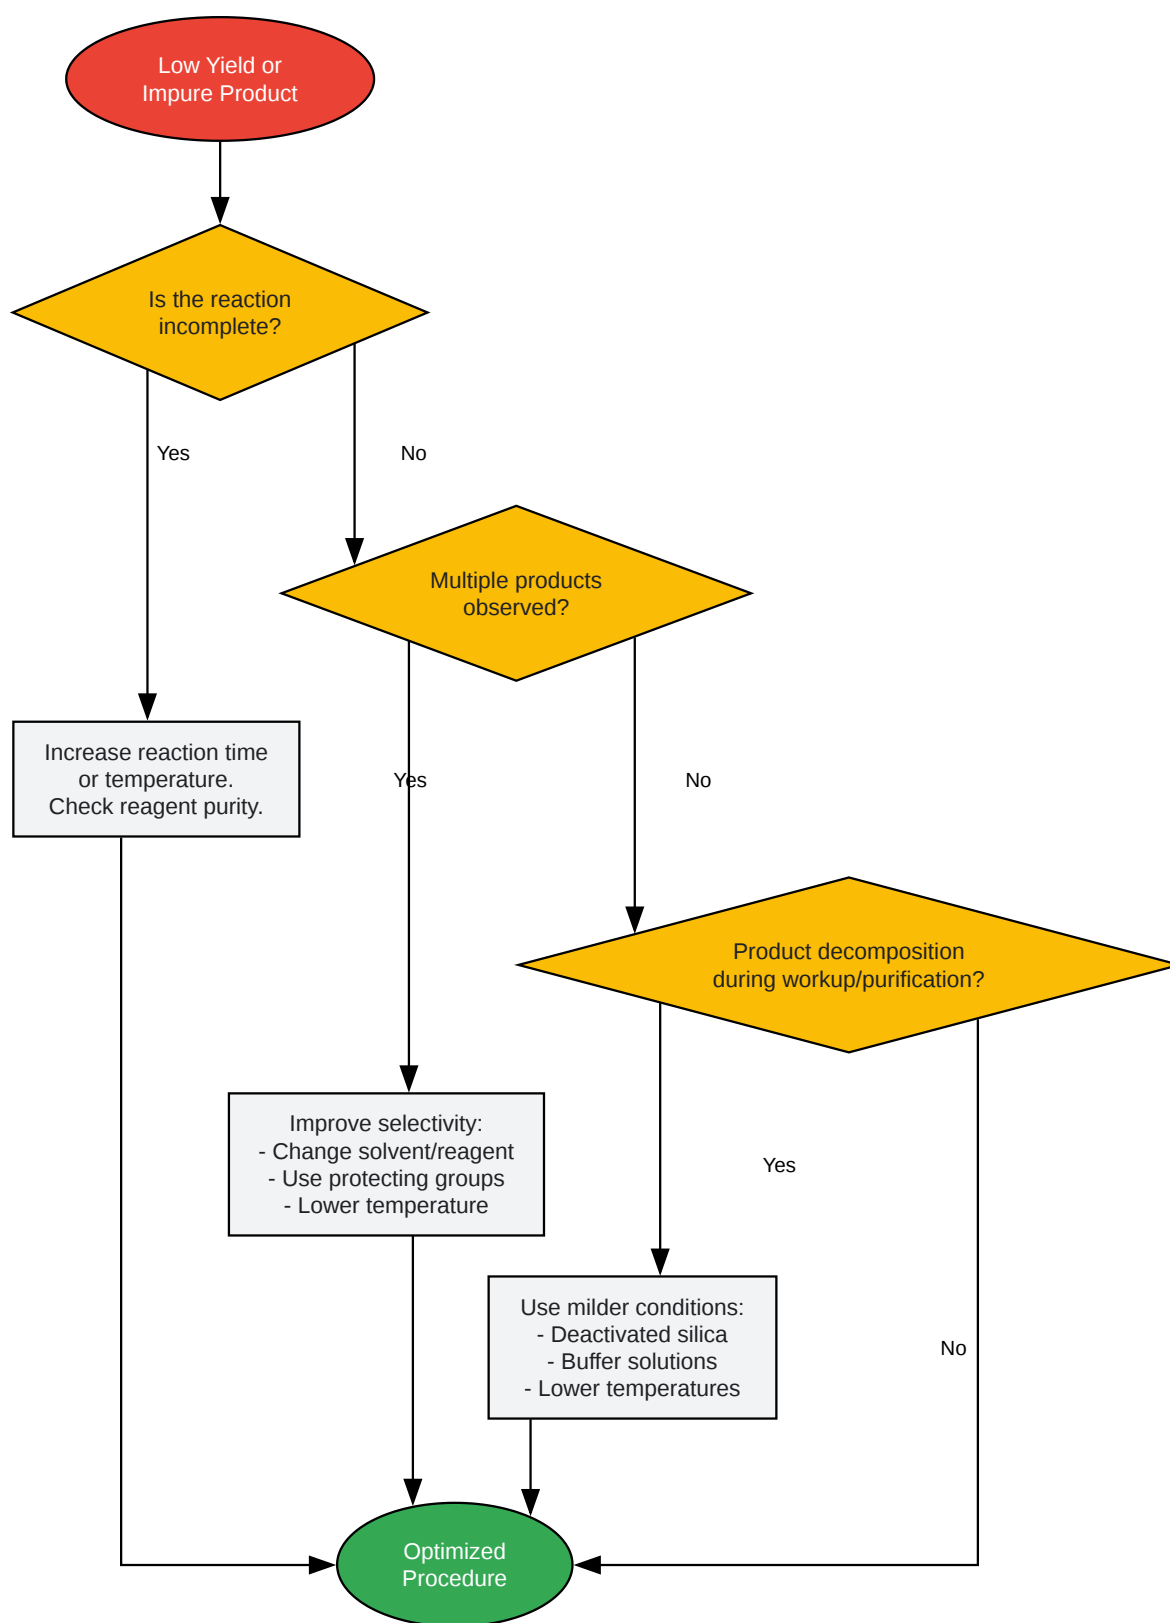 Low Yield or
Impure Product
Is the reaction
incomplete?
Yes
No
Multiple products
observed?
Increase reaction time
or temperature.
Check reagent purity.
Yes
No
Product decomposition
during workup/purification?
Improve selectivity:
- Change solvent/reagent
- Use protecting groups
- Lower temperature
Yes
Use milder conditions:
- Deactivated silica
- Buffer solutions
- Lower temperatures
No
Optimized
Procedure